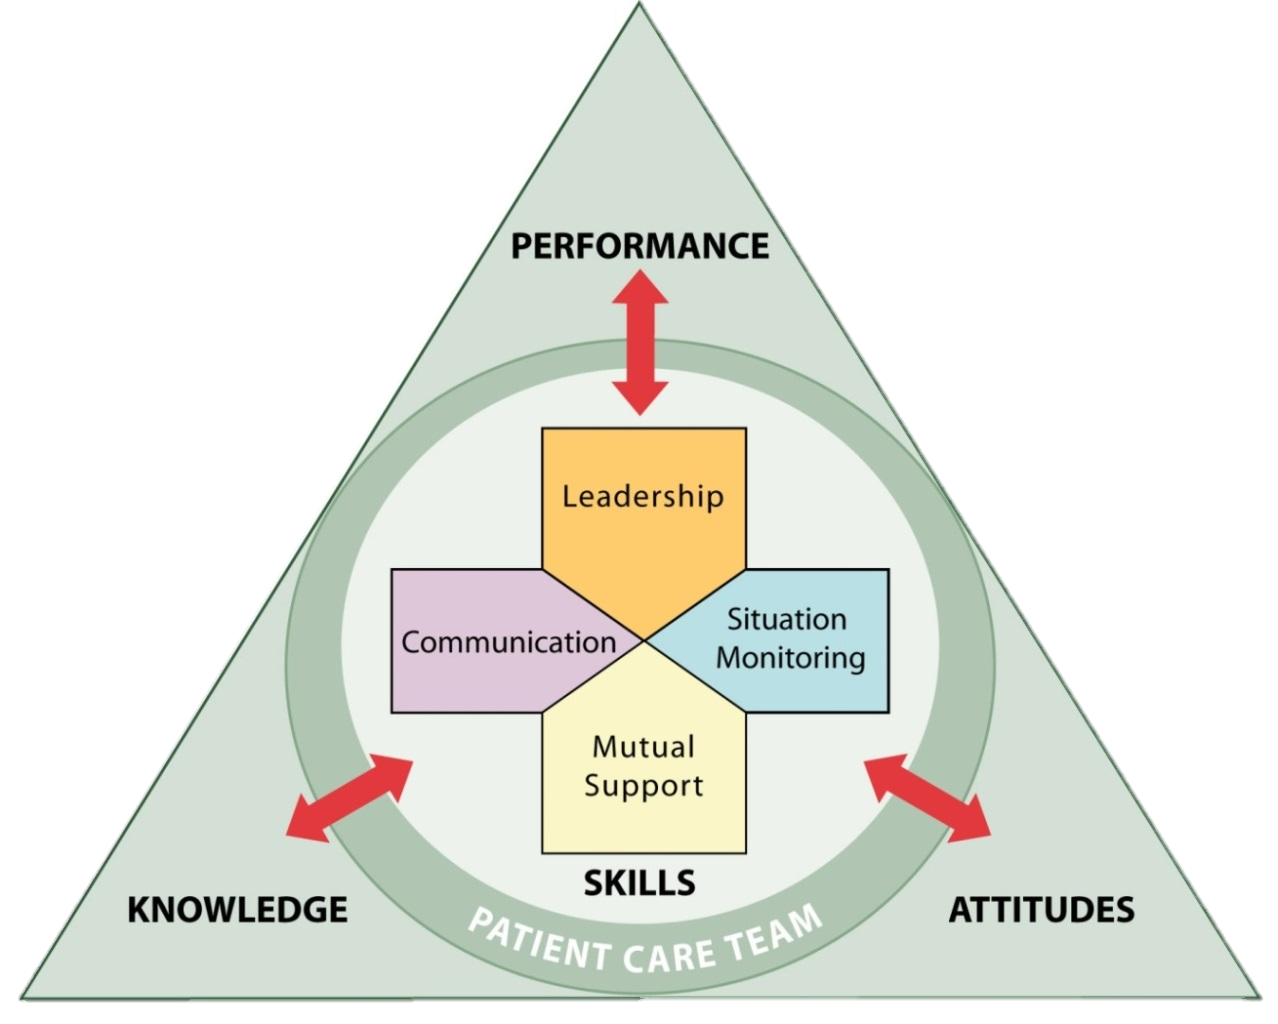 PERFORMANCE
Leadership
Communication
Situation
Monitoring
Mutual
Support
SKILLS
KNOWLEDGE
ATTITUDES
PATIENT CARE TEAM